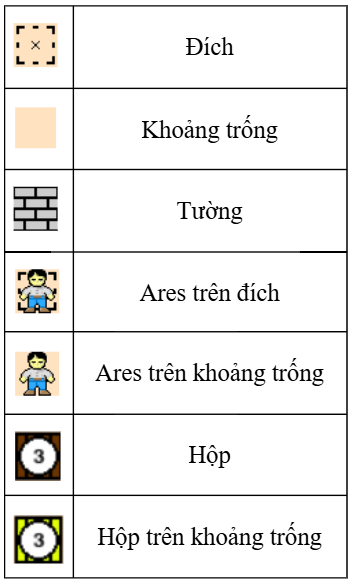 Đích
Khoảng trống
Tường
Ares trên đích
Ares trên khoảng trống
3 Hộp
3 Hộp trên khoảng trống